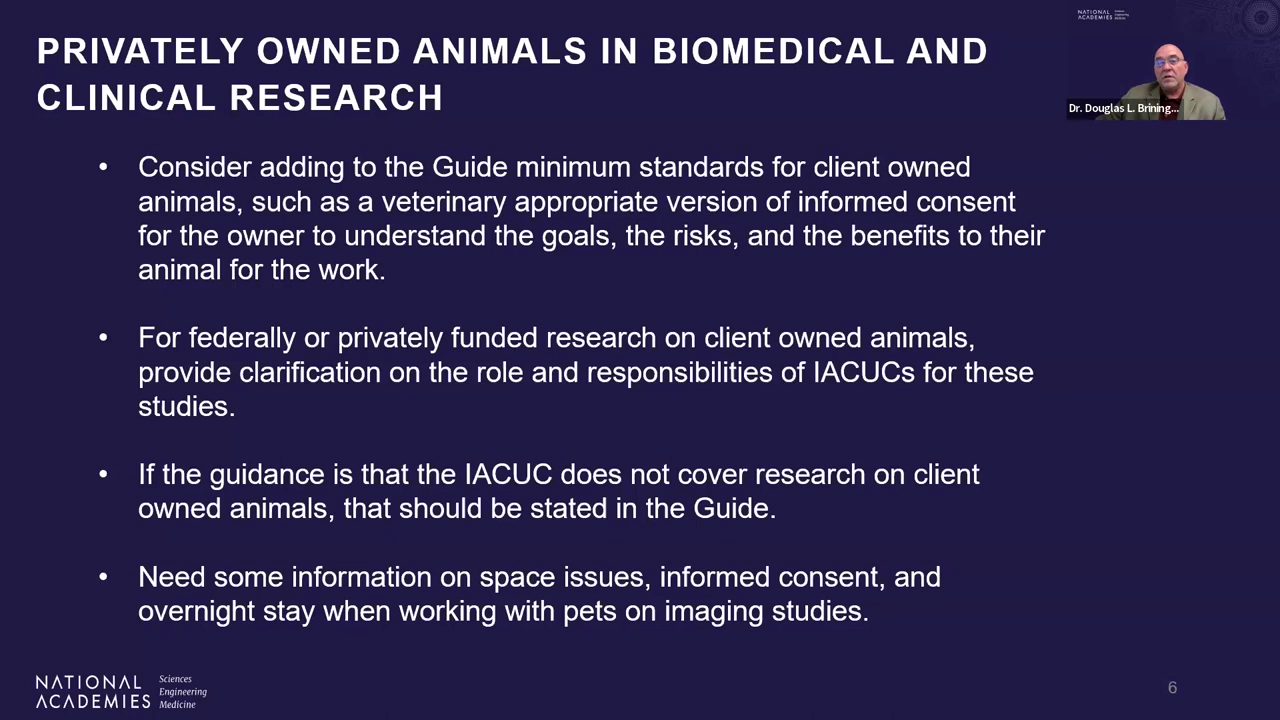 PRIVATELY OWNED ANIMALS IN BIOMEDICAL AND
CLINICAL RESEARCH
NATIONAL
ACADEMIES
Sciences
Engineering
Medicine
Dr. Douglas L. Brining...
• Consider adding to the Guide minimum standards for client owned
animals, such as a veterinary appropriate version of informed consent
for the owner to understand the goals, the risks, and the benefits to their
animal for the work.
• For federally or privately funded research on client owned animals,
provide clarification on the role and responsibilities of IACUCs for these
studies.
• If the guidance is that the IACUC does not cover research on client
owned animals, that should be stated in the Guide.
• Need some information on space issues, informed consent, and
overnight stay when working with pets on imaging studies.
NATIONAL
ACADEMIES
Sciences
Engineering
Medicine
6